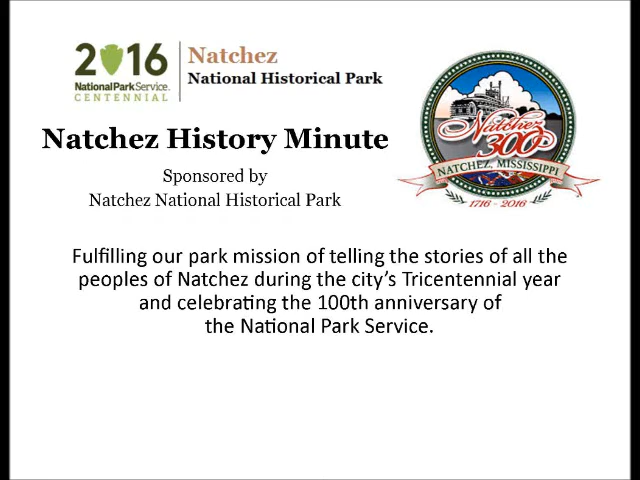 2016
National Park Service
CENTENNIAL
Natchez
National Historical Park
Natchez History Minute
Sponsored by
Natchez National Historical Park
Natchez
300
NATCHEZ, MISSISSIPPI
1716 - 2016
Fulfilling our park mission of telling the stories of all the
peoples of Natchez during the city's Tricentennial year
and celebrating the 100th anniversary of
the National Park Service.